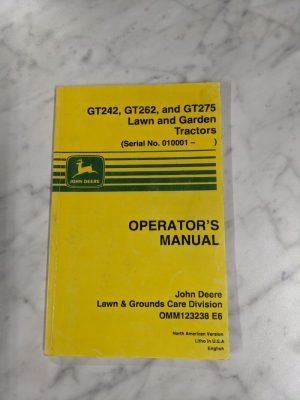 GT242, GT262, and GT275
Lawn and Garden
Tractors
(Serial No. 010001 – )
JOHN DEERE
OPERATOR'S
MANUAL
John Deere
Lawn & Grounds Care Division
OMM123238 E6
North American Version
Litho in U.S.A
English